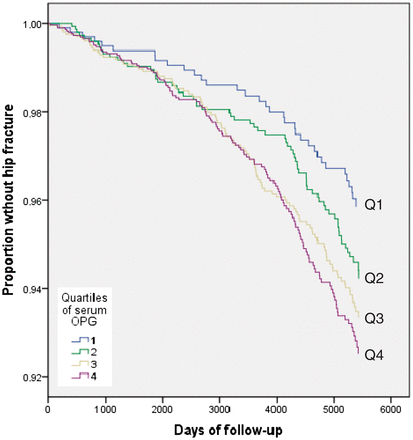 Proportion wthout hip fracture
1.00
0.98
0.96
0.94
0.92
Q1
Q2
Q3
Q4
Quartiles
of serum
OPG
1
2
3
4
0 1000 2000 3000 4000 5000 6000
Days of follow-up